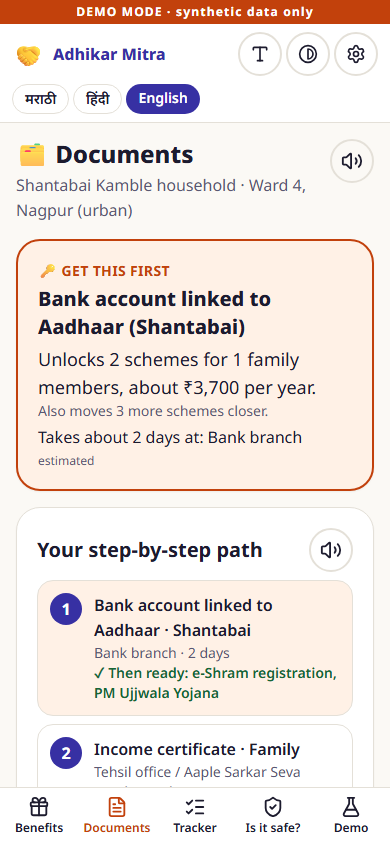 DEMO MODE · synthetic data only
Adhikar Mitra
मराठी
हिंदी
English
Documents
Shantabai Kamble household · Ward 4,
Nagpur (urban)
GET THIS FIRST
Bank account linked to
Aadhaar (Shantabai)
Unlocks 2 schemes for 1 family
members, about ₹3,700 per year.
Also moves 3 more schemes closer.
Takes about 2 days at: Bank branch
estimated
Your step-by-step path
1
Bank account linked to
Aadhaar · Shantabai
Bank branch · 2 days
✓ Then ready: e-Shram registration,
PM Ujjwala Yojana
2
Income certificate · Family
Tehsil office / Aaple Sarkar Seva
Benefits
Documents
Tracker
Is it safe?
Demo